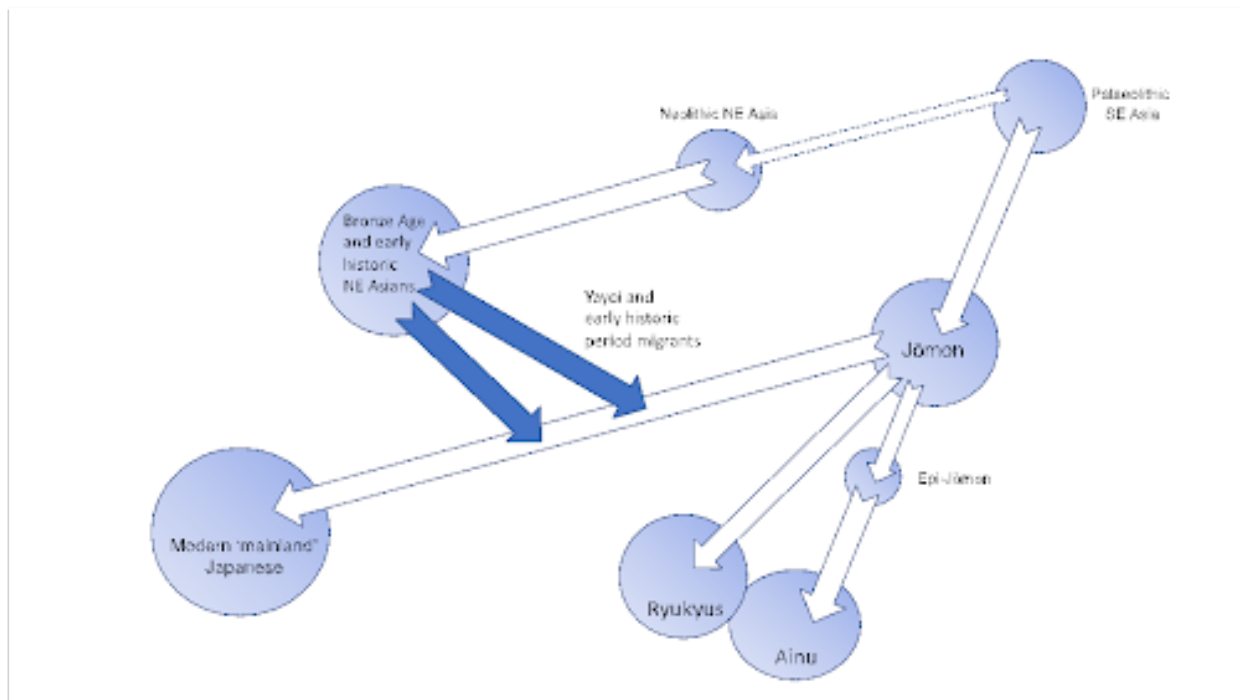 Palaeolithic
SE Asia
Neolithic NE Asia
Bronze Age
and early
historic
NE Asians
Yayoi and
early historic
period migrants
Jōmon
Epi-Jōmon
Modern "mainland"
Japanese
Ryukyus
Ainu